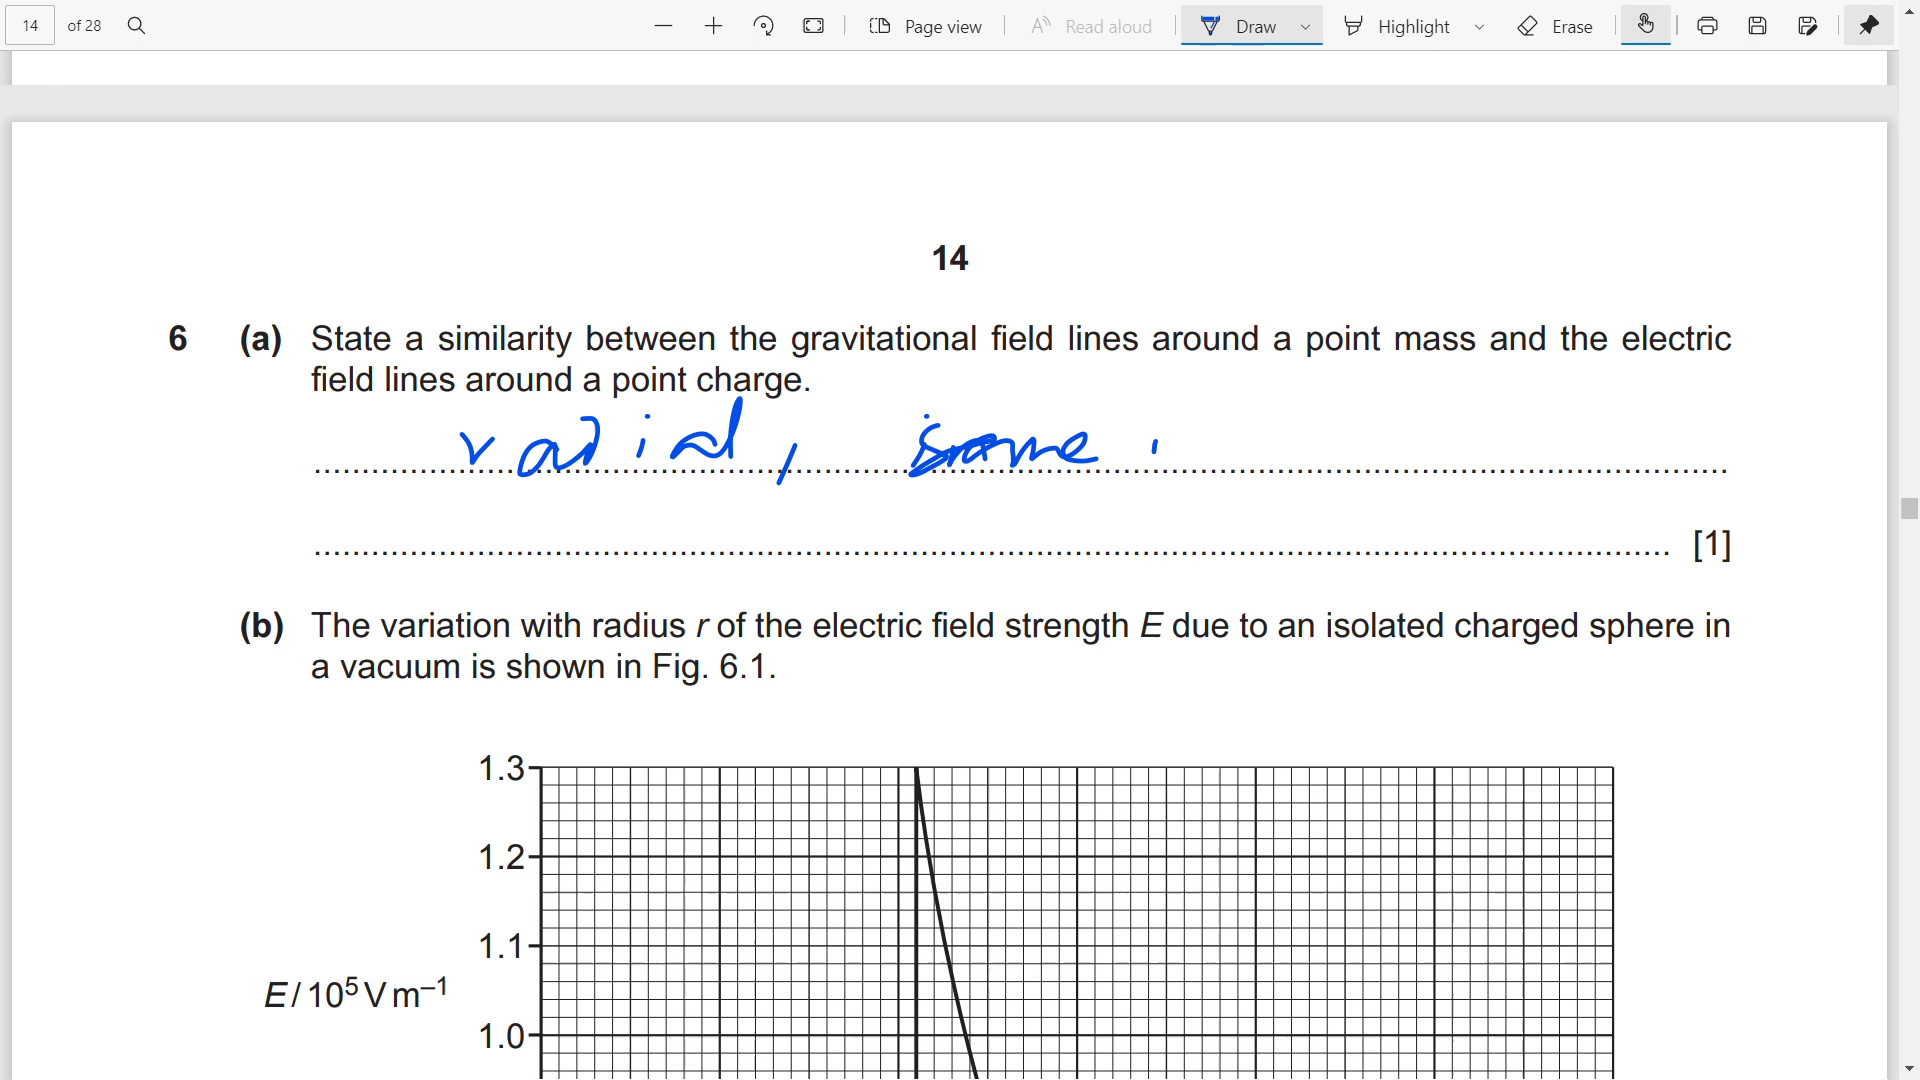 14 of 28 Page view Read aloud Draw Highlight Erase
14
6 (a) State a similarity between the gravitational field lines around a point mass and the electric
field lines around a point charge.
radial, same
[1]
(b) The variation with radius r of the electric field strength E due to an isolated charged sphere in
a vacuum is shown in Fig. 6.1.
1.3
1.2
1.1
E / 10⁵ V m⁻¹
1.0